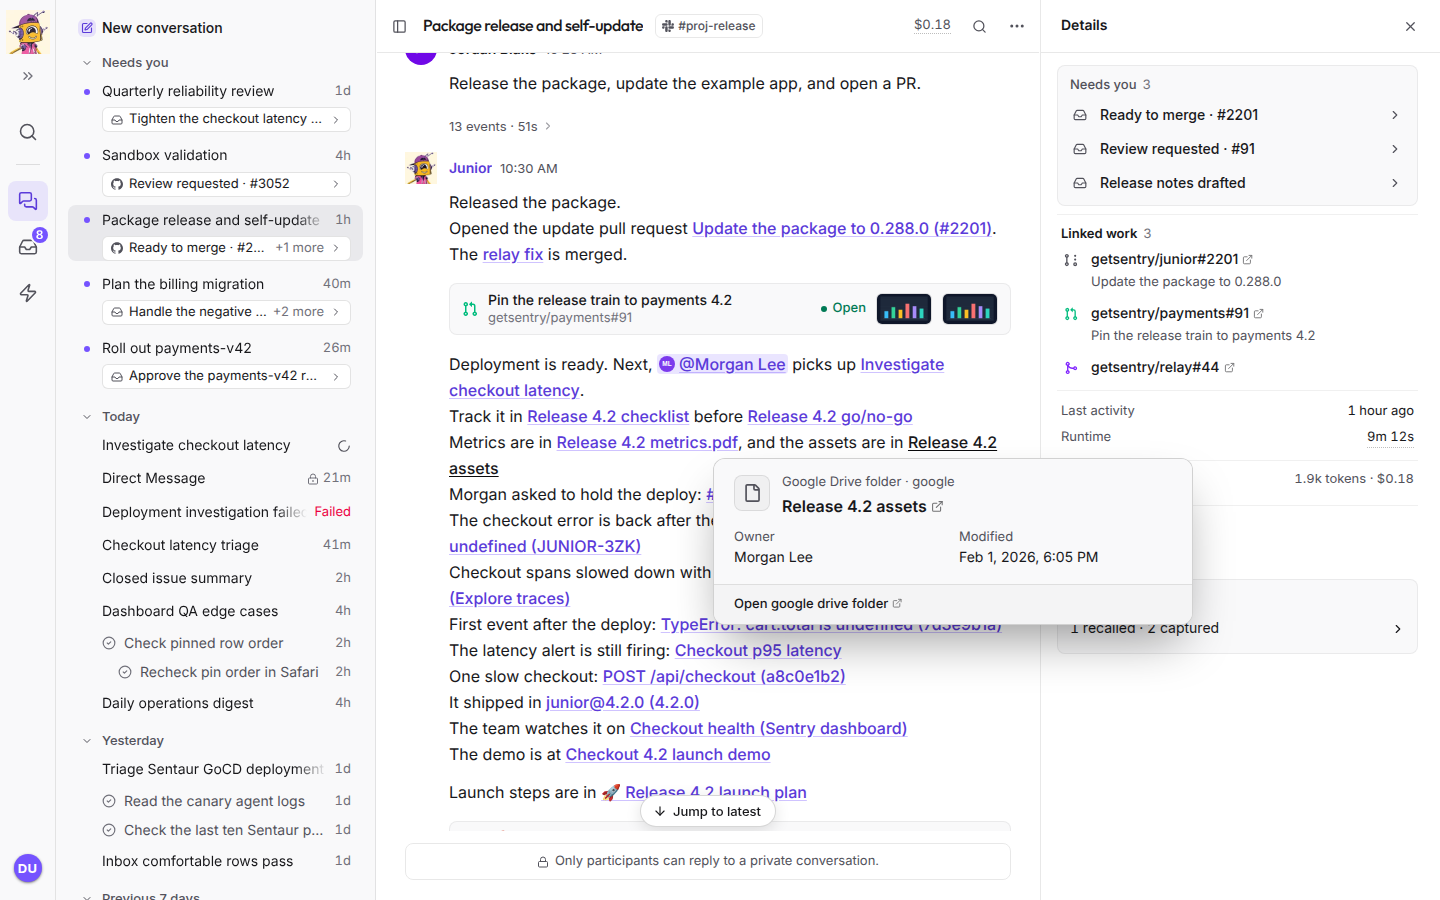 New conversation
Needs you
Quarterly reliability review 1d
Tighten the checkout latency ...
Sandbox validation 4h
Review requested · #3052
Package release and self-update 1h
Ready to merge · #2... +1 more
Plan the billing migration 40m
Handle the negative ... +2 more
Roll out payments-v42 26m
Approve the payments-v42 r...
Today
Investigate checkout latency
Direct Message 21m
Deployment investigation failed Failed
Checkout latency triage 41m
Closed issue summary 2h
Dashboard QA edge cases 4h
Check pinned row order 2h
Recheck pin order in Safari 2h
Daily operations digest 4h
Yesterday
Triage Sentaur GoCD deployment 1d
Read the canary agent logs 1d
Check the last ten Sentaur p... 1d
Inbox comfortable rows pass 1d
Previous 7 days
8
DU
Package release and self-update #proj-release $0.18
Release the package, update the example app, and open a PR.
13 events · 51s
Junior 10:30 AM
Released the package.
Opened the update pull request Update the package to 0.288.0 (#2201).
The relay fix is merged.
Pin the release train to payments 4.2
getsentry/payments#91
Open
Deployment is ready. Next, ML @Morgan Lee picks up Investigate
checkout latency.
Track it in Release 4.2 checklist before Release 4.2 go/no-go
Metrics are in Release 4.2 metrics.pdf, and the assets are in Release 4.2
assets
Morgan asked to hold the deploy: #
The checkout error is back after the
undefined (JUNIOR-3ZK)
Checkout spans slowed down with
(Explore traces)
First event after the deploy: TypeError: cart.total is undefined (7d3e9b1a)
The latency alert is still firing: Checkout p95 latency
One slow checkout: POST /api/checkout (a8c0e1b2)
It shipped in junior@4.2.0 (4.2.0)
The team watches it on Checkout health (Sentry dashboard)
The demo is at Checkout 4.2 launch demo
Launch steps are in 🚀 Release 4.2 launch plan
Jump to latest
Only participants can reply to a private conversation.
Google Drive folder · google
Release 4.2 assets
Owner Modified
Morgan Lee Feb 1, 2026, 6:05 PM
Open google drive folder
Details
Needs you 3
Ready to merge · #2201
Review requested · #91
Release notes drafted
Linked work 3
getsentry/junior#2201
Update the package to 0.288.0
getsentry/payments#91
Pin the release train to payments 4.2
getsentry/relay#44
Last activity 1 hour ago
Runtime 9m 12s
1.9k tokens · $0.18
1 recalled · 2 captured